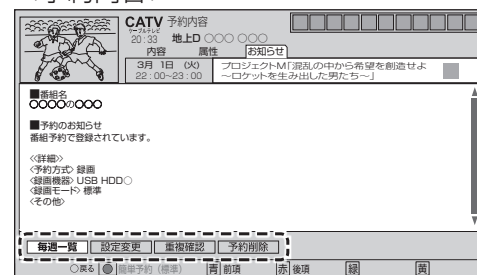 CATV 予約内容
ケーブルテレビ
20:33 地上D ○○○ ○○○
内容 属性 お知らせ
3月 1日 (火)
22:00~23:00
プロジェクトM「混乱の中から希望を創造せよ
~ロケットを生み出した男たち~」
■番組名
○○○○の○○○
■予約のお知らせ
番組予約で登録されています。
≪詳細≫
<予約方式> 録画
<録画機器> USB HDD○
<録画モード> 標準
<その他>
毎週一覧 設定変更 重複確認 予約削除
○戻る 簡単予約 (標準) 青 前項 赤 後項 緑 黄